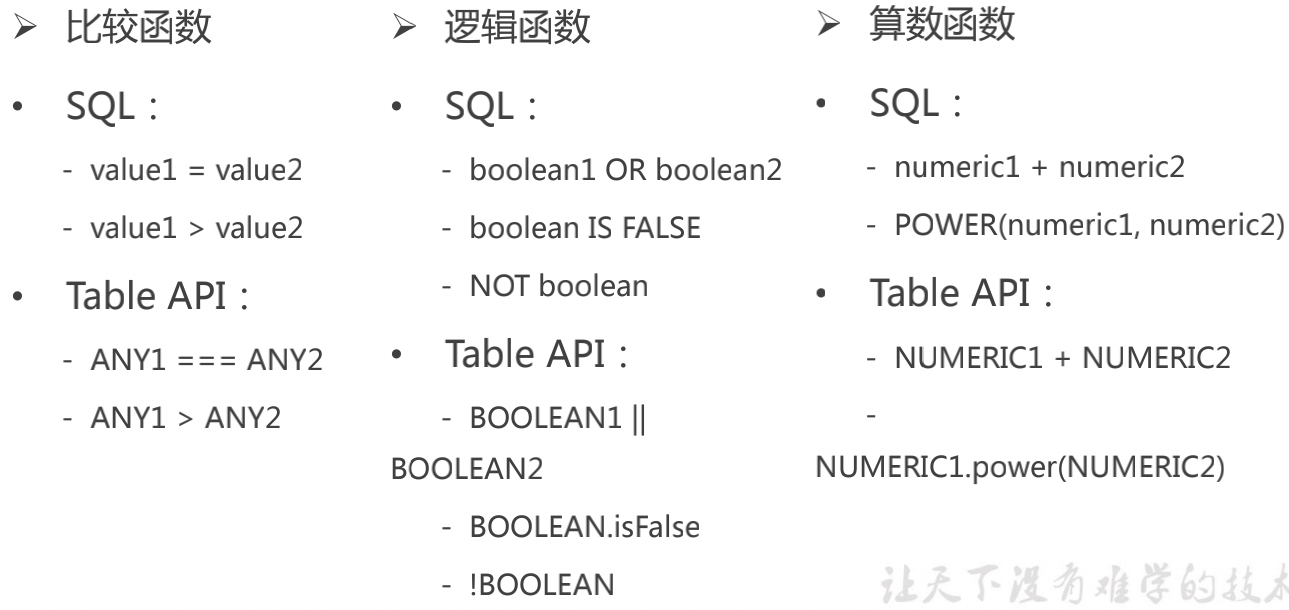 ➢ 比较函数
• SQL：
- value1 = value2
- value1 > value2
• Table API：
- ANY1 === ANY2
- ANY1 > ANY2
➢ 逻辑函数
• SQL：
- boolean1 OR boolean2
- boolean IS FALSE
- NOT boolean
• Table API：
- BOOLEAN1 ||
BOOLEAN2
- BOOLEAN.isFalse
- !BOOLEAN
➢ 算数函数
• SQL：
- numeric1 + numeric2
- POWER(numeric1, numeric2)
• Table API：
- NUMERIC1 + NUMERIC2
-
NUMERIC1.power(NUMERIC2)
让天下没有难学的技术